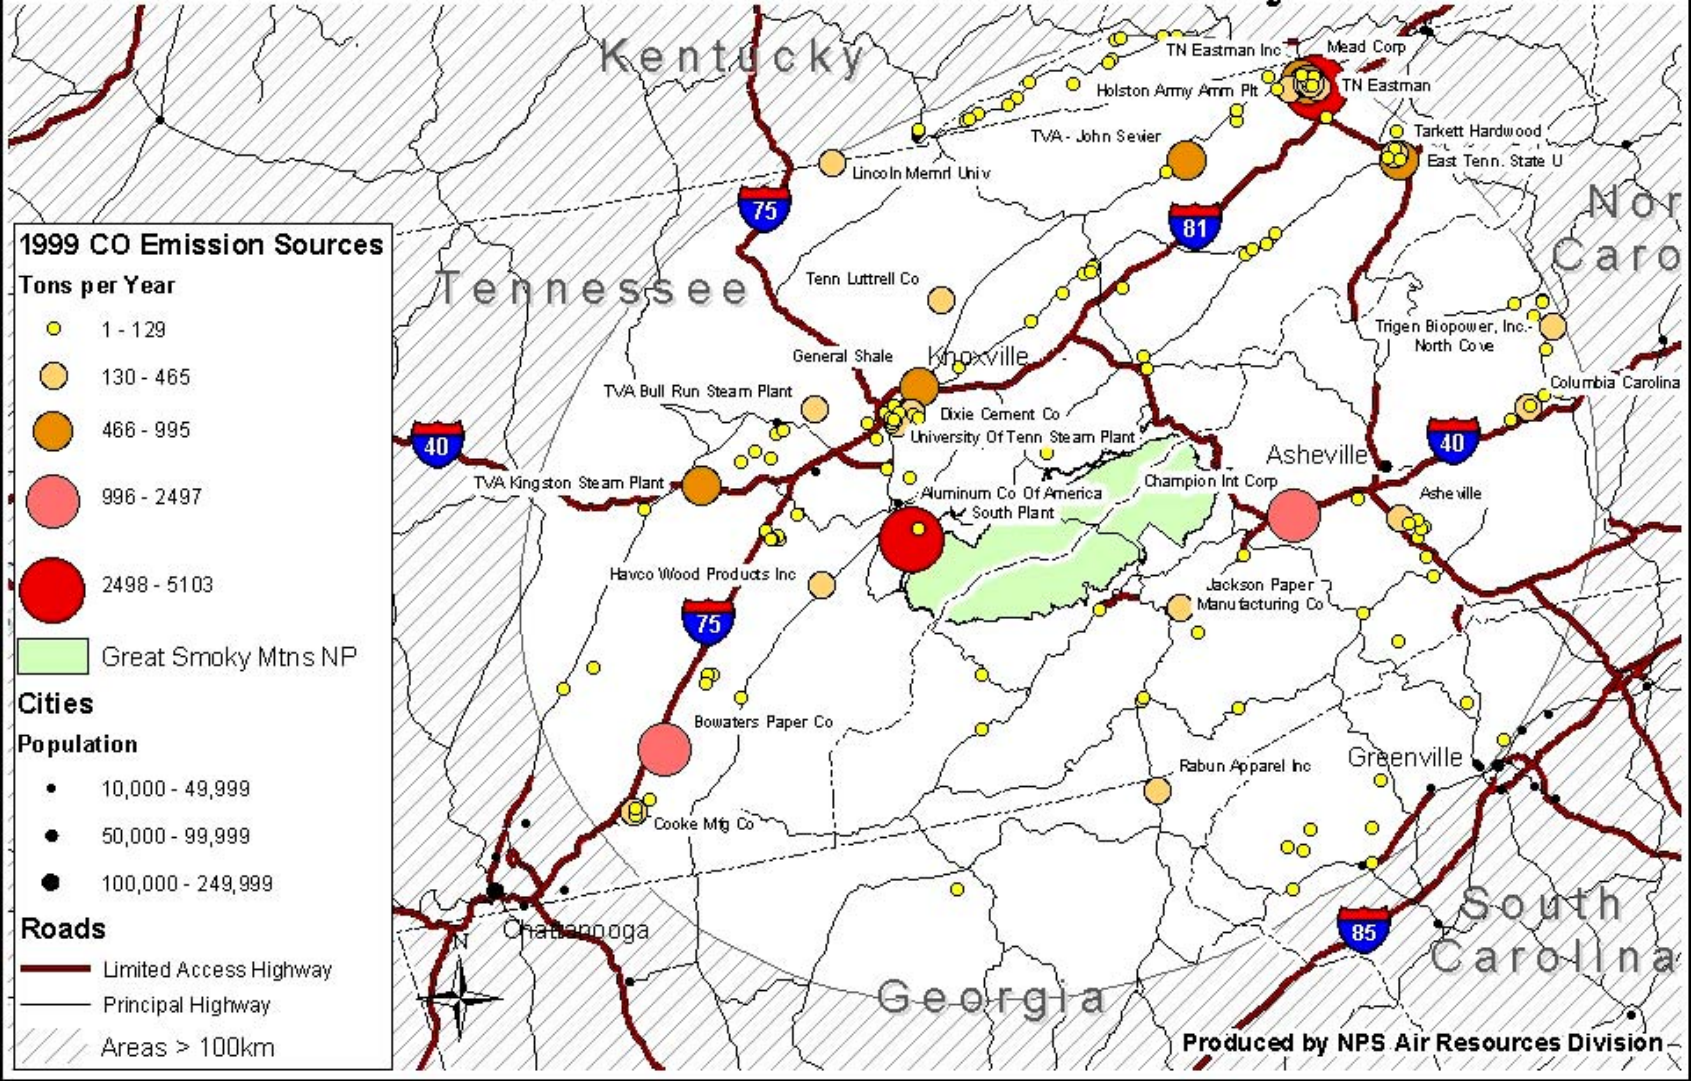 Kentucky
TN Eastman Inc
Mead Corp
Holston Army Amm Plt
TN Eastman
TVA - John Sevier
Tarkett Hardwood
East Tenn. State U
Lincoln Memrl Univ
75
81
Nor
Caro
1999 CO Emission Sources
Tons per Year
1 - 129
130 - 465
466 - 995
996 - 2497
2498 - 5103
Great Smoky Mtns NP
Cities
Population
10,000 - 49,999
50,000 - 99,999
100,000 - 249,999
Roads
Limited Access Highway
Principal Highway
Areas > 100km
Tennessee
Tenn Luttrell Co
Trigen Biopower, Inc.-
North Cove
General Shale
Knoxville
TVA Bull Run Steam Plant
Columbia Carolina
Dixie Cement Co
University Of Tenn Steam Plant
40
40
Asheville
TVA Kingston Steam Plant
Champion Int Corp
Aluminum Co Of America
South Plant
Asheville
Havco Wood Products Inc
Jackson Paper
Manufacturing Co
75
Bowaters Paper Co
Rabun Apparel Inc
Greenville
Cooke Mfg Co
Chattanooga
N
85
South
Carolina
Georgia
Produced by NPS Air Resources Division